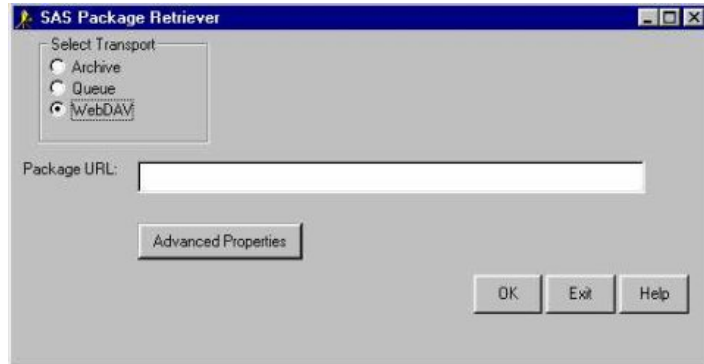 SAS Package Retriever
Select Transport
Archive
Queue
WebDAV
Package URL:
Advanced Properties
OK Exit Help